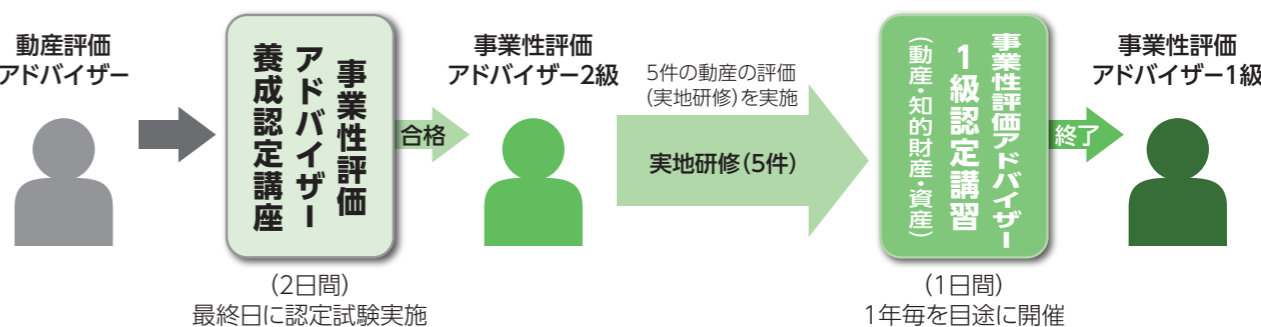 動産評価
アドバイザー
事業性評価
アドバイザー
養成認定講座
(2日間)
最終日に認定試験実施
合格
事業性評価
アドバイザー2級
5件の動産の評価
(実地研修)を実施
実地研修(5件)
事業性評価アドバイザー
1級認定講習
(動産・知的財産・資産)
(1日間)
1年毎を目途に開催
終了
事業性評価
アドバイザー1級